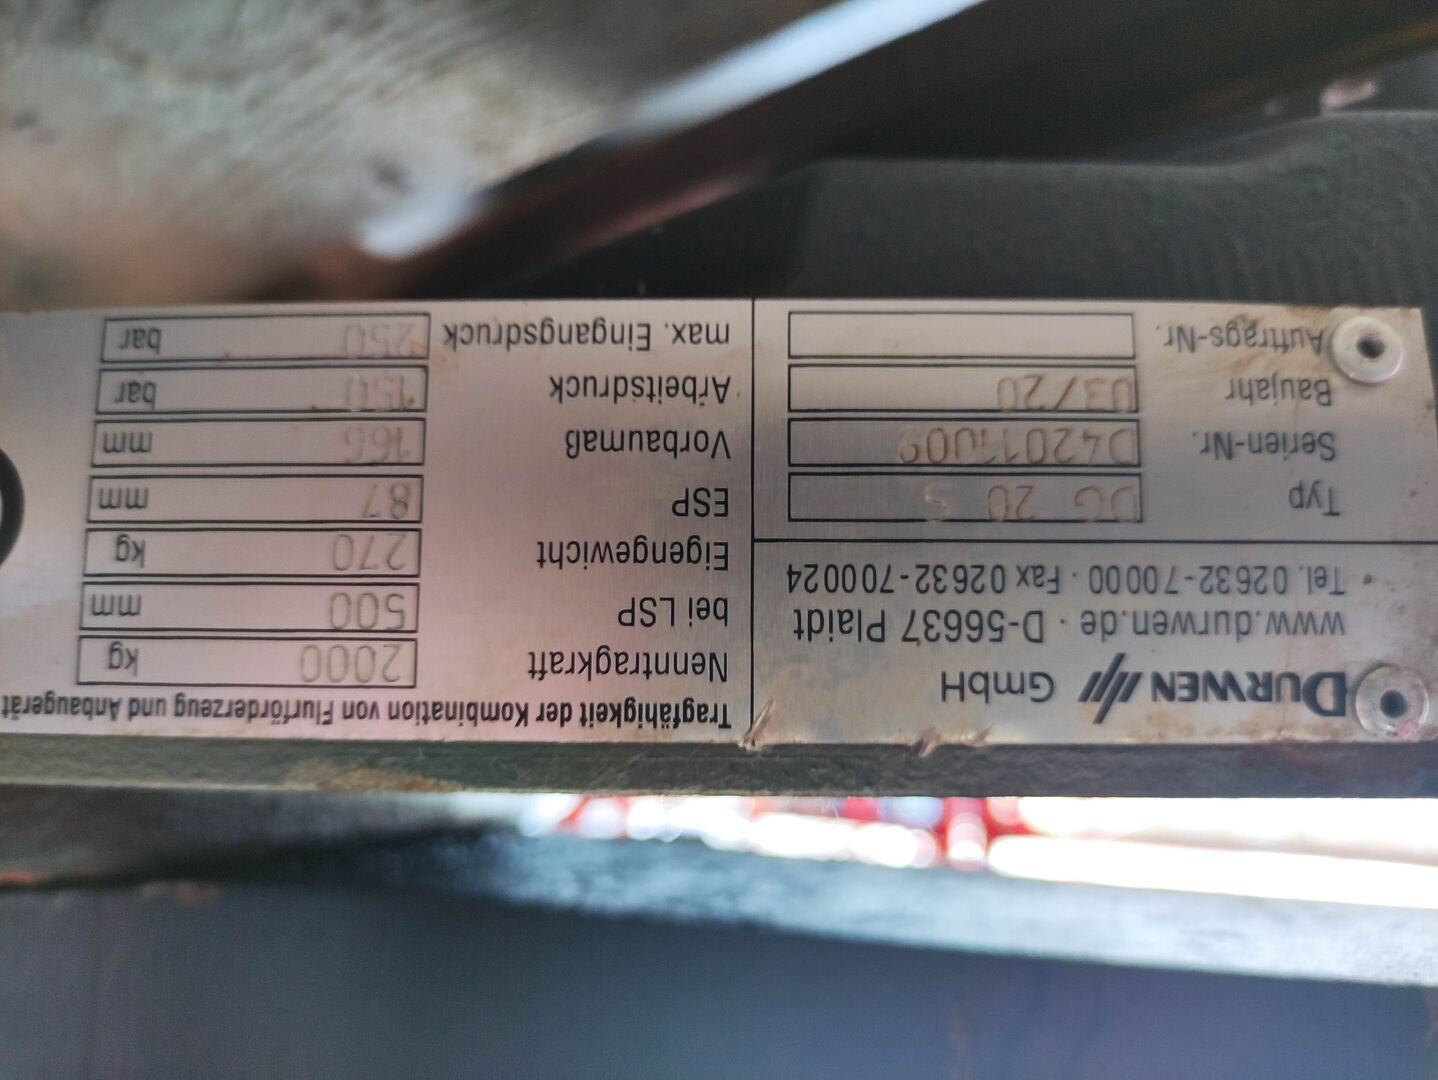 DURWEN GmbH
www.durwen.de · D-56637 Plaidt
Tel. 02632-70000 · Fax 02632-700024
Typ DG 20 S
Serien-Nr. D42011009
Baujahr 03/20
Auftrags-Nr.
Tragfähigkeit der Kombination von Flurförderzeug und Anbaugerät
Nenntragkraft 2000 kg
bei LSP 500 mm
Eigengewicht 270 kg
ESP 87 mm
Vorbaumaß 166 mm
Arbeitsdruck 150 bar
max. Eingangsdruck 250 bar